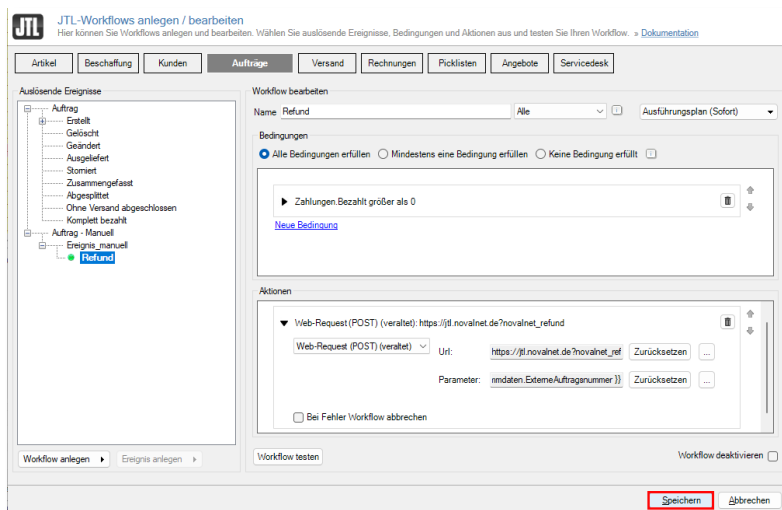 JTL
JTL-Workflows anlegen / bearbeiten
Hier können Sie Workflows anlegen und bearbeiten. Wählen Sie auslösende Ereignisse, Bedingungen und Aktionen aus und testen Sie Ihren Workflow. » Dokumentation
Artikel Beschaffung Kunden Aufträge Versand Rechnungen Picklisten Angebote Servicedesk
Auslösende Ereignisse
Auftrag
Erstellt
Gelöscht
Geändert
Ausgeliefert
Storniert
Zusammengefasst
Abgesplittet
Ohne Versand abgeschlossen
Komplett bezahlt
Auftrag - Manuell
Ereignis_manuell
Refund
Workflow anlegen Ereignis anlegen
Workflow bearbeiten
Name Refund Alle Ausführungsplan (Sofort)
Bedingungen
Alle Bedingungen erfüllen Mindestens eine Bedingung erfüllen Keine Bedingung erfüllt
Zahlungen.Bezahlt größer als 0
Neue Bedingung
Aktionen
Web-Request (POST) (veraltet): https://jtl.novalnet.de?novalnet_refund
Web-Request (POST) (veraltet) Url: https://jtl.novalnet.de?novalnet_ref Zurücksetzen ...
Parameter: nmdaten.ExterneAuftragsnummer }} Zurücksetzen ...
Bei Fehler Workflow abbrechen
Workflow testen Workflow deaktivieren
Speichern Abbrechen